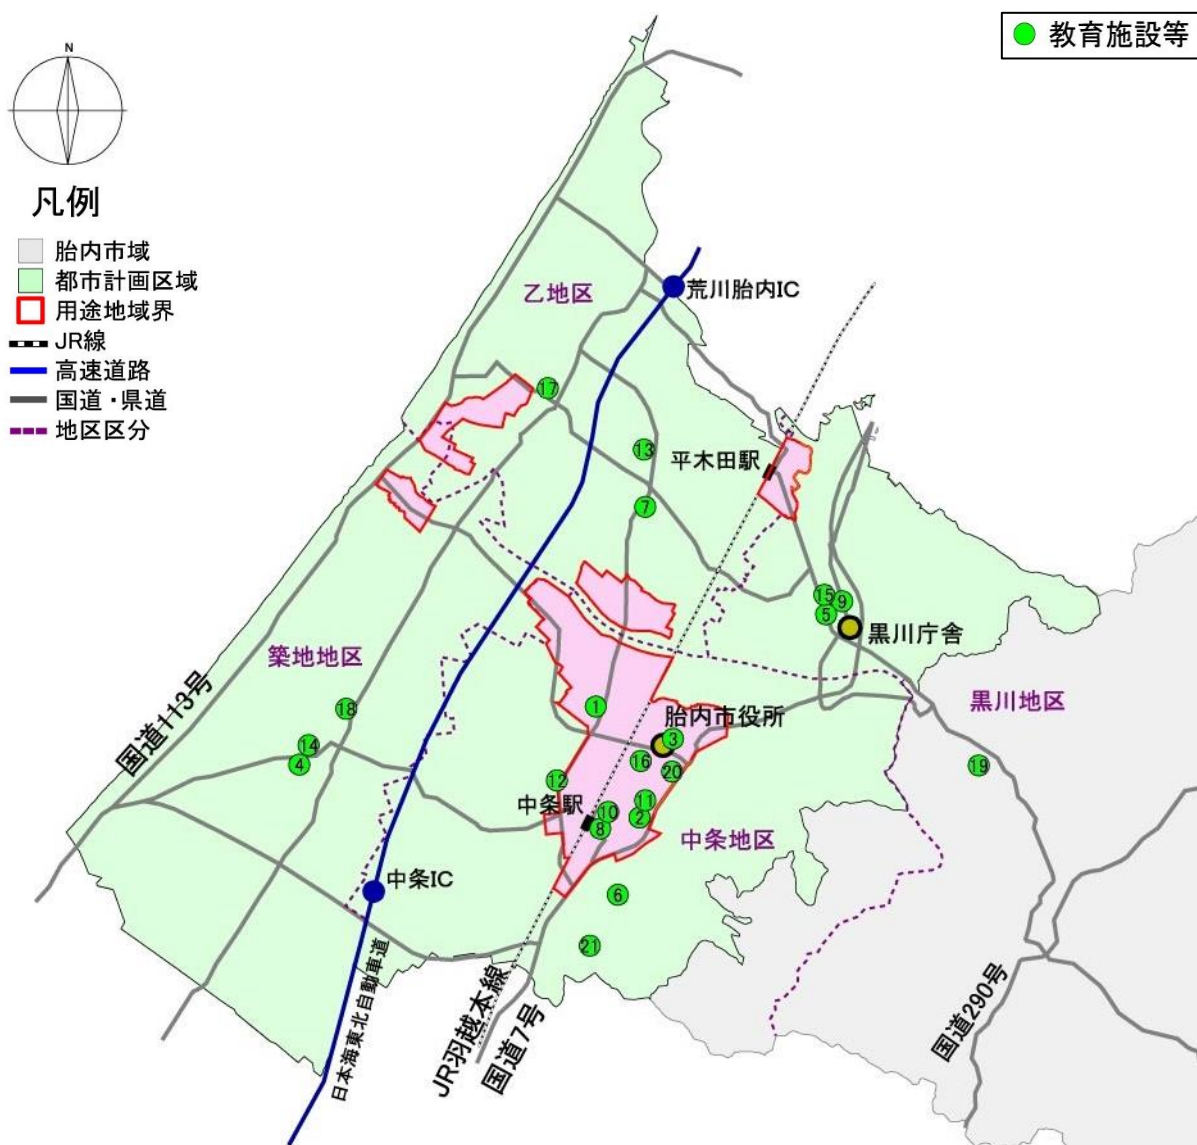 教育施設等
N
凡例
胎内市域
都市計画区域
用途地域界
JR線
高速道路
国道・県道
地区区分
乙地区
荒川胎内IC
17
13
平木田駅
7
15
9
5
黒川庁舎
築地地区
国道113号
18
14
4
1
胎内市役所
3
16
20
12
中条駅
10
11
2
8
黒川地区
19
中条地区
中条IC
6
21
日本海東北自動車道
JR羽越本線
国道7号
国道290号